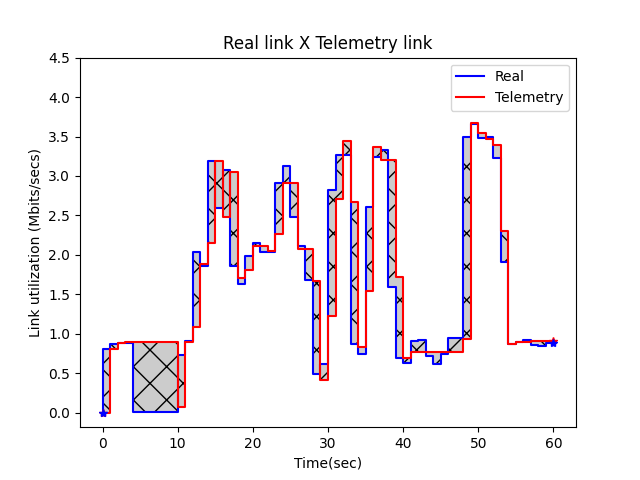 Real link X Telemetry link
Real
Telemetry
Link utilization (Mbits/secs)
4.5
4.0
3.5
3.0
2.5
2.0
1.5
1.0
0.5
0.0
0 10 20 30 40 50 60
Time(sec)